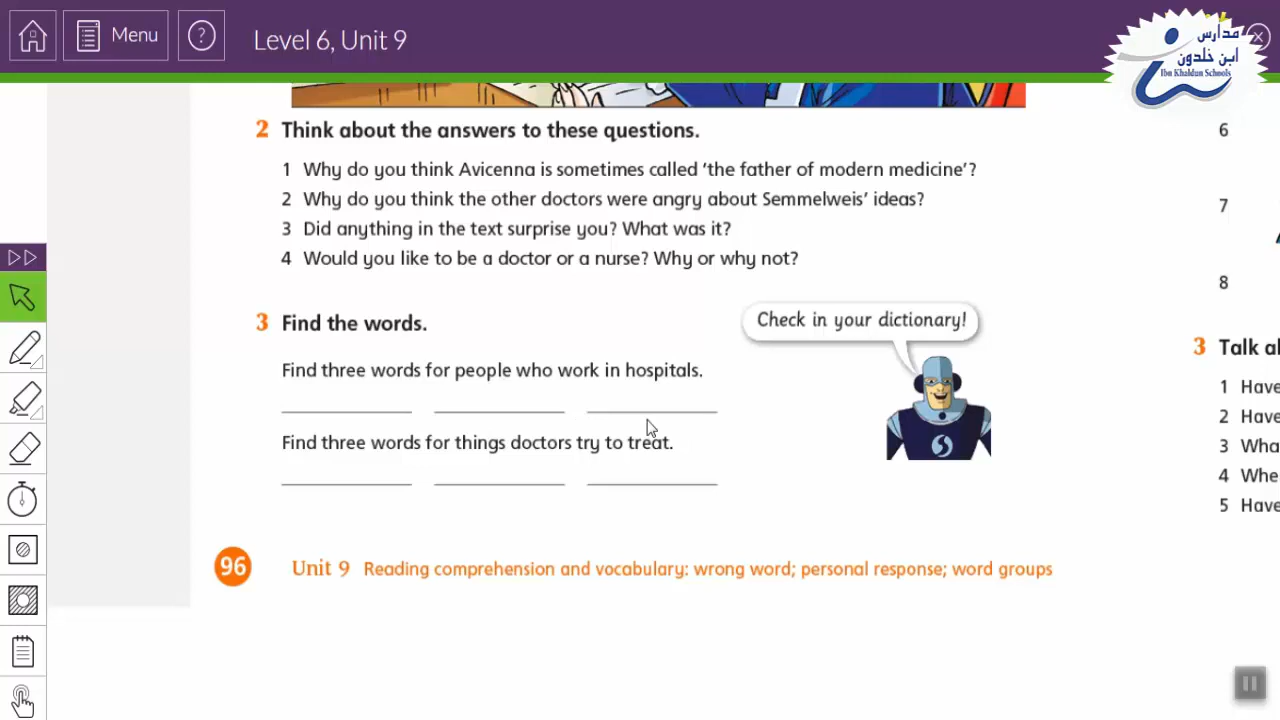 Menu
?
Level 6, Unit 9
مدارس
ابن خلدون
Ibn Khaldun Schools
2 Think about the answers to these questions.
1 Why do you think Avicenna is sometimes called ‘the father of modern medicine’?
2 Why do you think the other doctors were angry about Semmelweis’ ideas?
3 Did anything in the text surprise you? What was it?
4 Would you like to be a doctor or a nurse? Why or why not?
3 Find the words.
Check in your dictionary!
Find three words for people who work in hospitals.
Find three words for things doctors try to treat.
96 Unit 9 Reading comprehension and vocabulary: wrong word; personal response; word groups
6
7
8
3 Talk a
1 Have
2 Have
3 Wha
4 Whe
5 Have